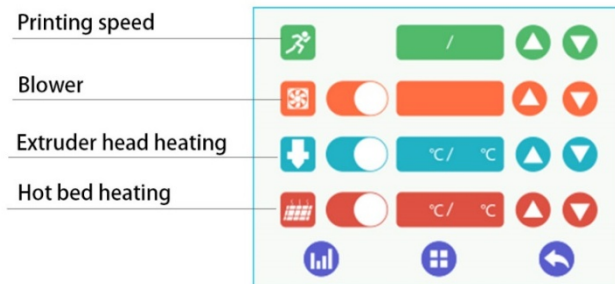 Printing speed
/
Blower
Extruder head heating
℃/ ℃
Hot bed heating
℃/ ℃